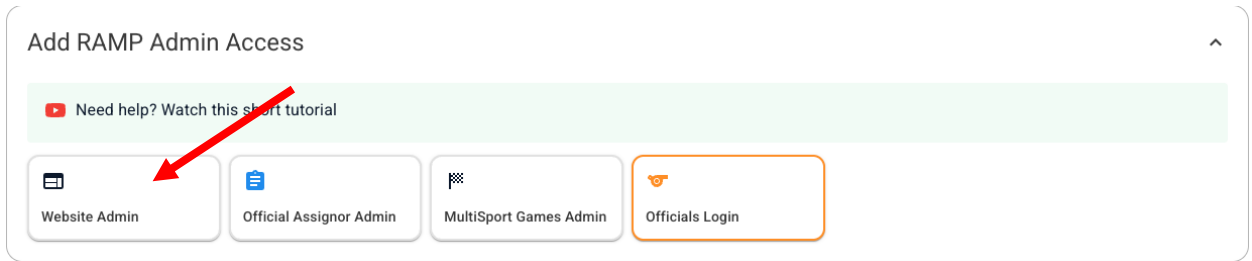 Add RAMP Admin Access
Need help? Watch this short tutorial
Website Admin
Official Assignor Admin
MultiSport Games Admin
Officials Login